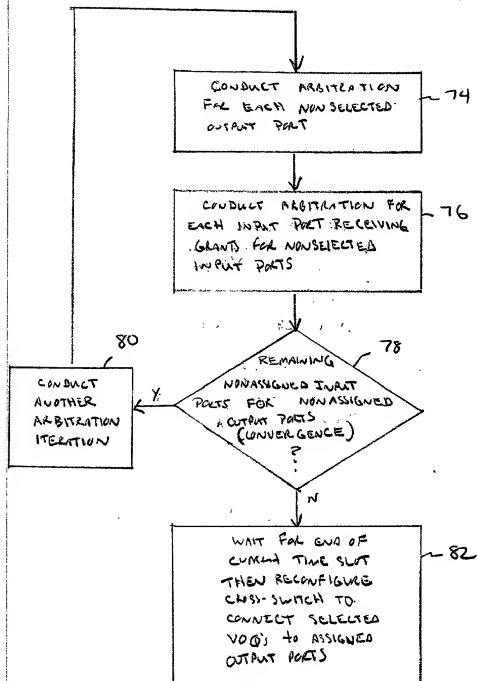 CONDUCT ARBITRATION
FOR EACH NONSELECTED
OUTPUT PORT
74
CONDUCT ARBITRATION FOR
EACH INPUT PORT RECEIVING
GRANTS FOR NONSELECTED
INPUT PORTS
76
80
CONDUCT
ANOTHER
ARBITRATION
ITERATION
Y
78
REMAINING
NONASSIGNED INPUT
PORTS FOR NONASSIGNED
OUTPUT PORTS
(CONVERGENCE)
?
N
WAIT FOR END OF
CURRENT TIME SLOT
THEN RECONFIGURE
CROSS-SWITCH TO
CONNECT SELECTED
VOQ's to ASSIGNED
OUTPUT PORTS
82